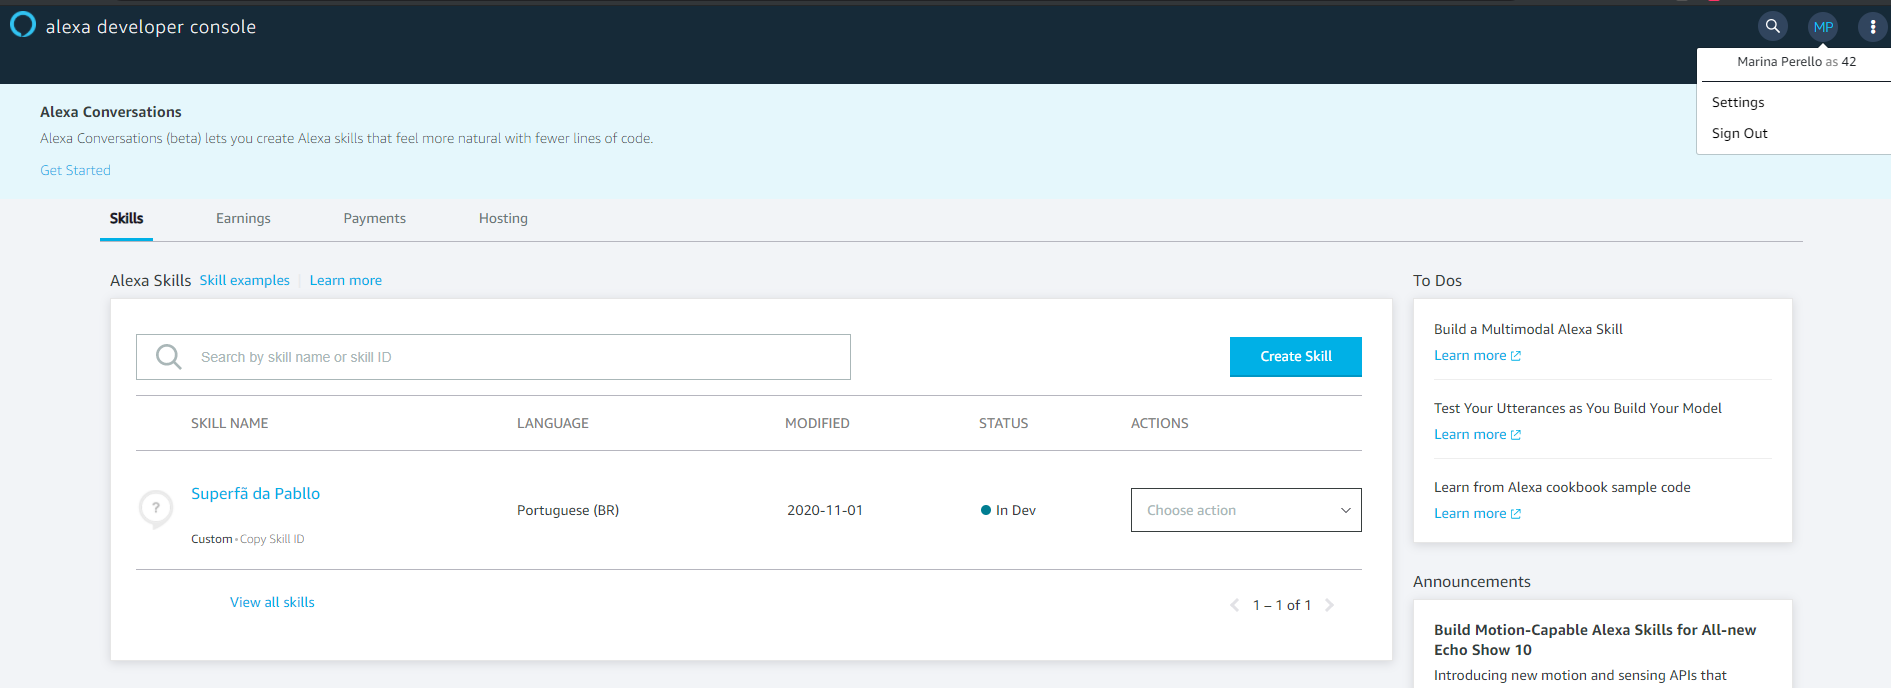 alexa developer console
MP
Marina Perello as 42
Settings
Sign Out
Alexa Conversations
Alexa Conversations (beta) lets you create Alexa skills that feel more natural with fewer lines of code.
Get Started
Skills Earnings Payments Hosting
Alexa Skills Skill examples Learn more
Search by skill name or skill ID
Create Skill
SKILL NAME LANGUAGE MODIFIED STATUS ACTIONS
?
Superfã da Pabllo
Portuguese (BR) 2020-11-01 In Dev Choose action
Custom • Copy Skill ID
View all skills
1 – 1 of 1
To Dos
Build a Multimodal Alexa Skill
Learn more
Test Your Utterances as You Build Your Model
Learn more
Learn from Alexa cookbook sample code
Learn more
Announcements
Build Motion-Capable Alexa Skills for All-new
Echo Show 10
Introducing new motion and sensing APIs that